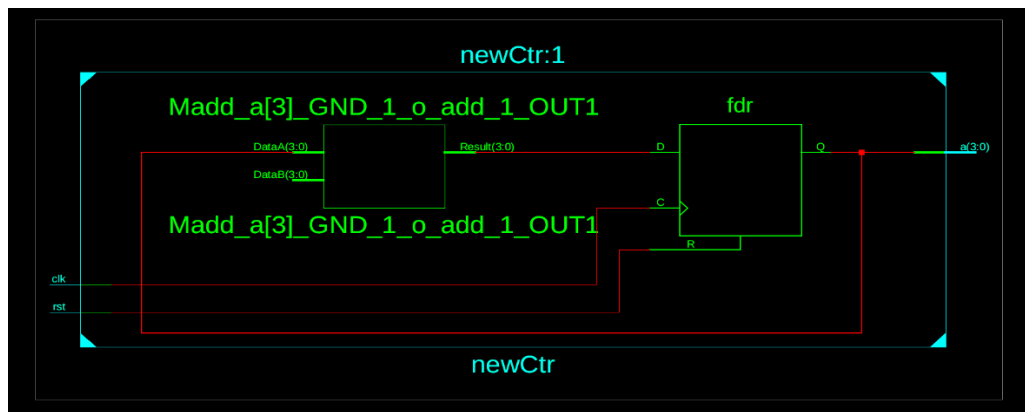 newCtr:1
Madd_a[3]_GND_1_o_add_1_OUT1
fdr
DataA(3:0)
Result(3:0)
D
Q
a(3:0)
DataB(3:0)
C
Madd_a[3]_GND_1_o_add_1_OUT1
R
clk
rst
newCtr